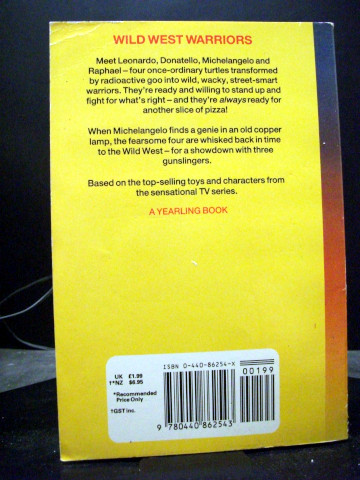 WILD WEST WARRIORS
Meet Leonardo, Donatello, Michelangelo and
Raphael – four once-ordinary turtles transformed
by radioactive goo into wild, wacky, street-smart
warriors. They're ready and willing to stand up and
fight for what's right – and they're always ready for
another slice of pizza!
When Michelangelo finds a genie in an old copper
lamp, the fearsome four are whisked back in time
to the Wild West – for a showdown with three
gunslingers.
Based on the top-selling toys and characters from
the sensational TV series.
A YEARLING BOOK
UK £1.99
†*NZ $6.95
*Recommended
Price Only
†GST inc.
ISBN 0-440-86254-X
00199
9 780440 862543